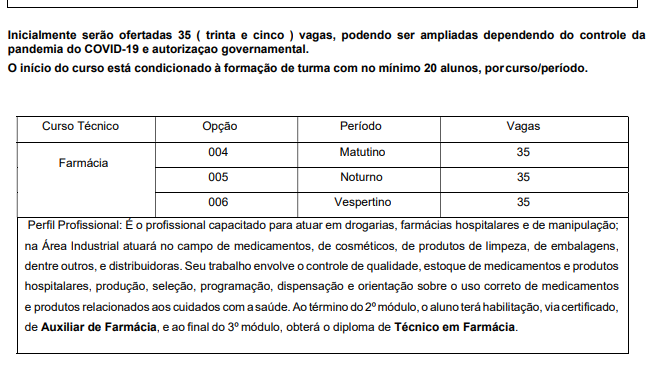 Inicialmente serão ofertadas 35 ( trinta e cinco ) vagas, podendo ser ampliadas dependendo do controle da
pandemia do COVID-19 e autorizaçao governamental.
O início do curso está condicionado à formação de turma com no mínimo 20 alunos, por curso/período.
Curso Técnico Opção Período Vagas
Farmácia
004 Matutino 35
005 Noturno 35
006 Vespertino 35
Perfil Profissional: É o profissional capacitado para atuar em drogarias, farmácias hospitalares e de manipulação;
na Área Industrial atuará no campo de medicamentos, de cosméticos, de produtos de limpeza, de embalagens,
dentre outros, e distribuidoras. Seu trabalho envolve o controle de qualidade, estoque de medicamentos e produtos
hospitalares, produção, seleção, programação, dispensação e orientação sobre o uso correto de medicamentos
e produtos relacionados aos cuidados com a saúde. Ao término do 2º módulo, o aluno terá habilitação, via certificado,
de Auxiliar de Farmácia, e ao final do 3º módulo, obterá o diploma de Técnico em Farmácia.